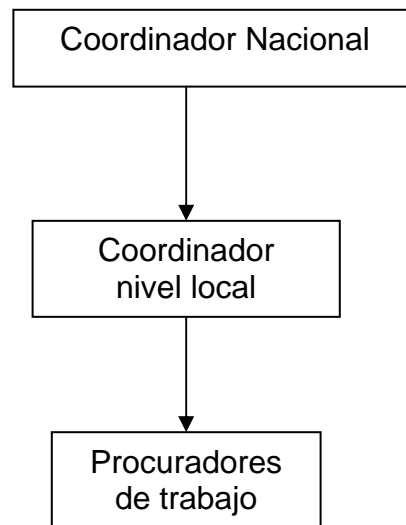 Coordinador Nacional
Coordinador
nivel local
Procuradores
de trabajo